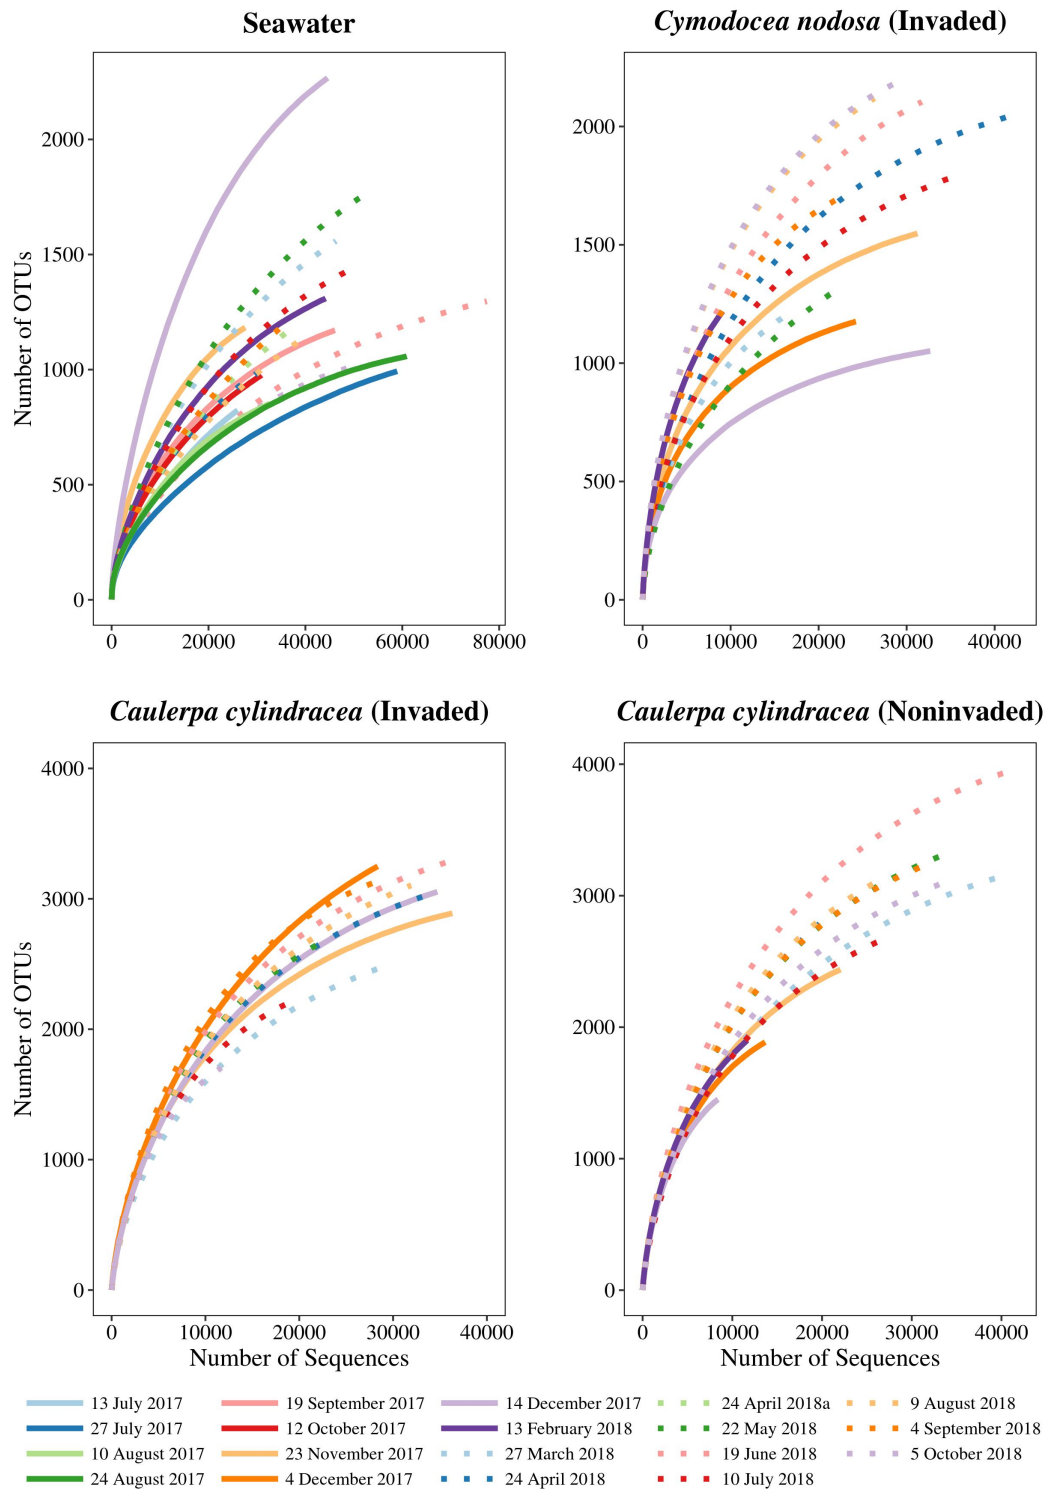 Seawater
Cymodocea nodosa (Invaded)
Number of OTUs
2000
1500
1000
500
0
0 20000 40000 60000 80000
2000
1500
1000
500
0
0 10000 20000 30000 40000
Caulerpa cylindracea (Invaded)
Caulerpa cylindracea (Noninvaded)
Number of OTUs
4000
3000
2000
1000
0
0 10000 20000 30000 40000
Number of Sequences
4000
3000
2000
1000
0
0 10000 20000 30000 40000
Number of Sequences
13 July 2017 19 September 2017 14 December 2017 24 April 2018a 9 August 2018
27 July 2017 12 October 2017 13 February 2018 22 May 2018 4 September 2018
10 August 2017 23 November 2017 27 March 2018 19 June 2018 5 October 2018
24 August 2017 4 December 2017 24 April 2018 10 July 2018